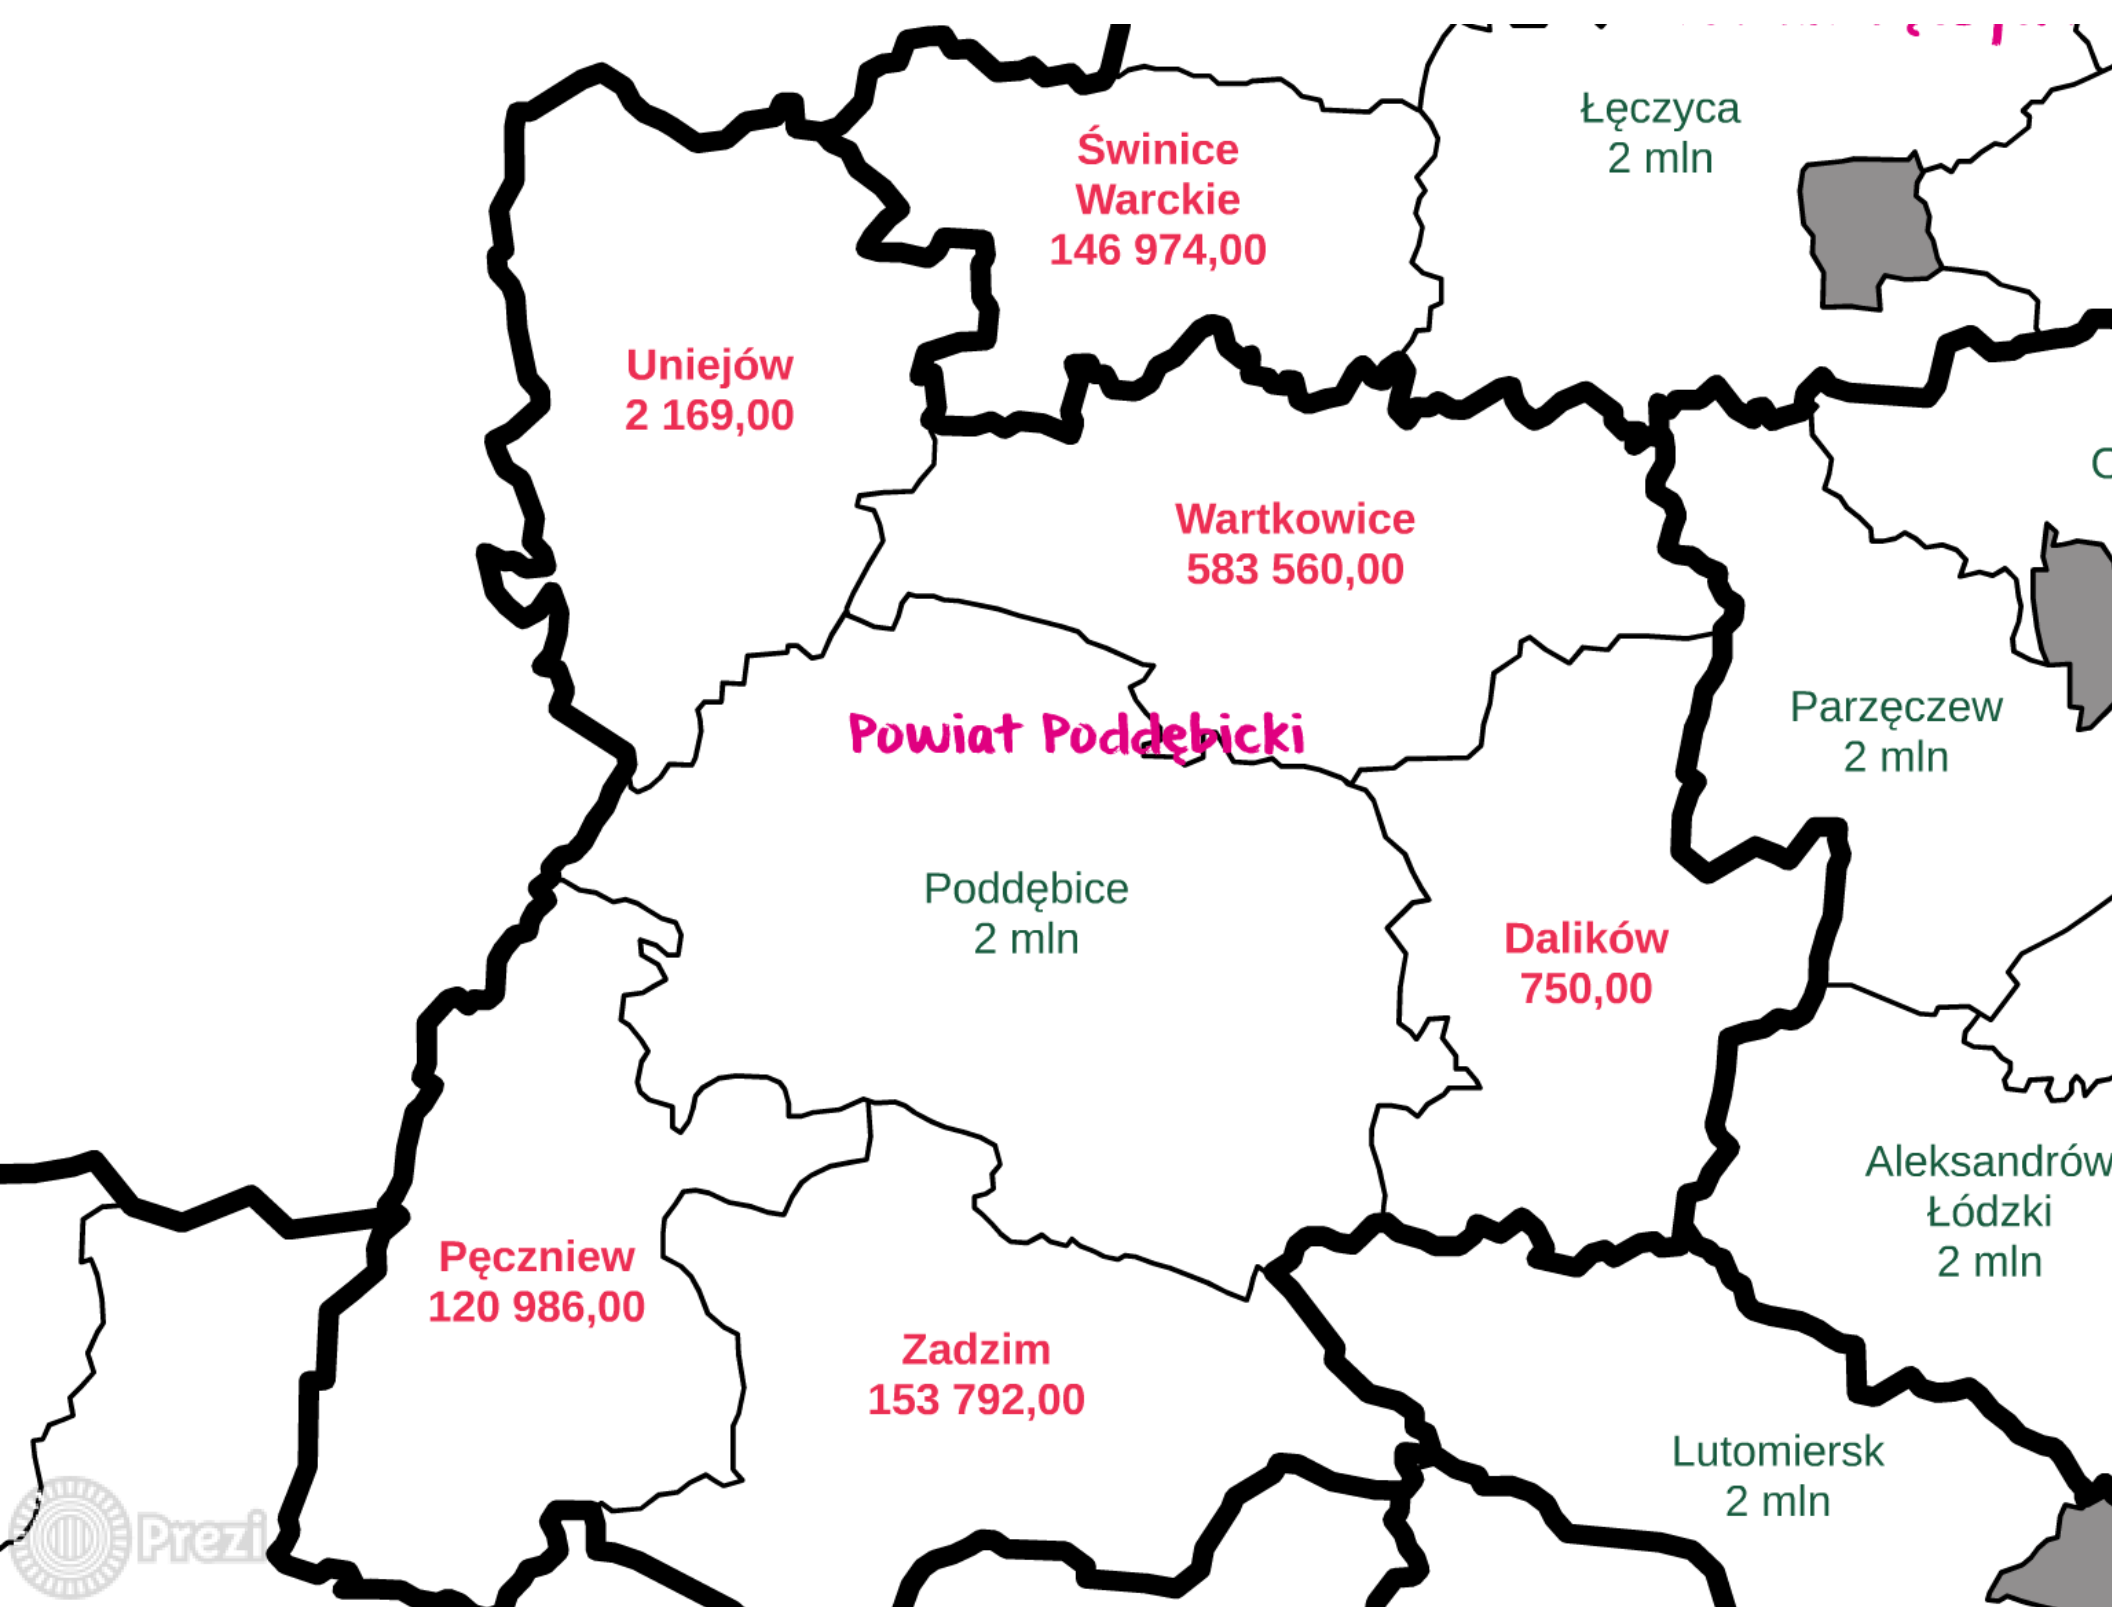 Łęczyca
2 mln
Świnice
Warckie
146 974,00
Uniejów
2 169,00
Wartkowice
583 560,00
Powiat Poddębicki
Parzęczew
2 mln
Poddębice
2 mln
Dalików
750,00
Aleksandrów
Łódzki
2 mln
Pęczniew
120 986,00
Zadzim
153 792,00
Lutomiersk
2 mln
Prezi